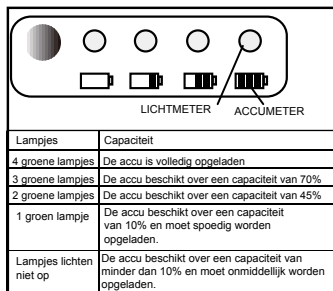 LICHTMETER
ACCUMETER
Lampjes Capaciteit
4 groene lampjes De accu is volledig opgeladen
3 groene lampjes De accu beschikt over een capaciteit van 70%
2 groene lampjes De accu beschikt over een capaciteit van 45%
1 groen lampje De accu beschikt over een capaciteit
van 10% en moet spoedig worden
opgeladen.
Lampjes lichten De accu beschikt over een capaciteit van
niet op minder dan 10% en moet onmiddellijk worden
opgeladen.